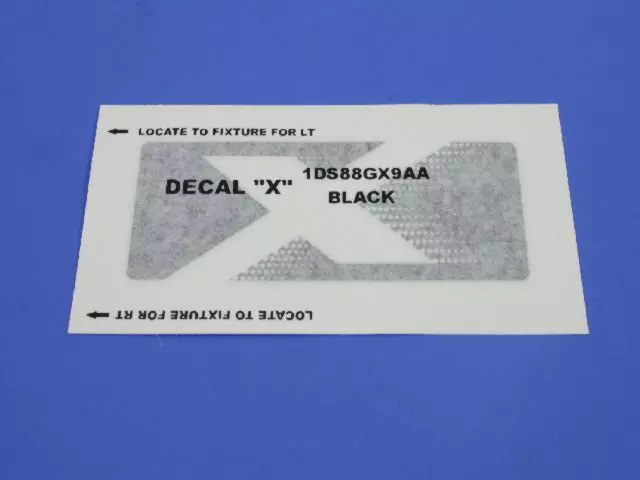 LOCATE TO FIXTURE FOR LT
DECAL "X"
1DS88GX9AA
BLACK
LOCATE TO FIXTURE FOR RT